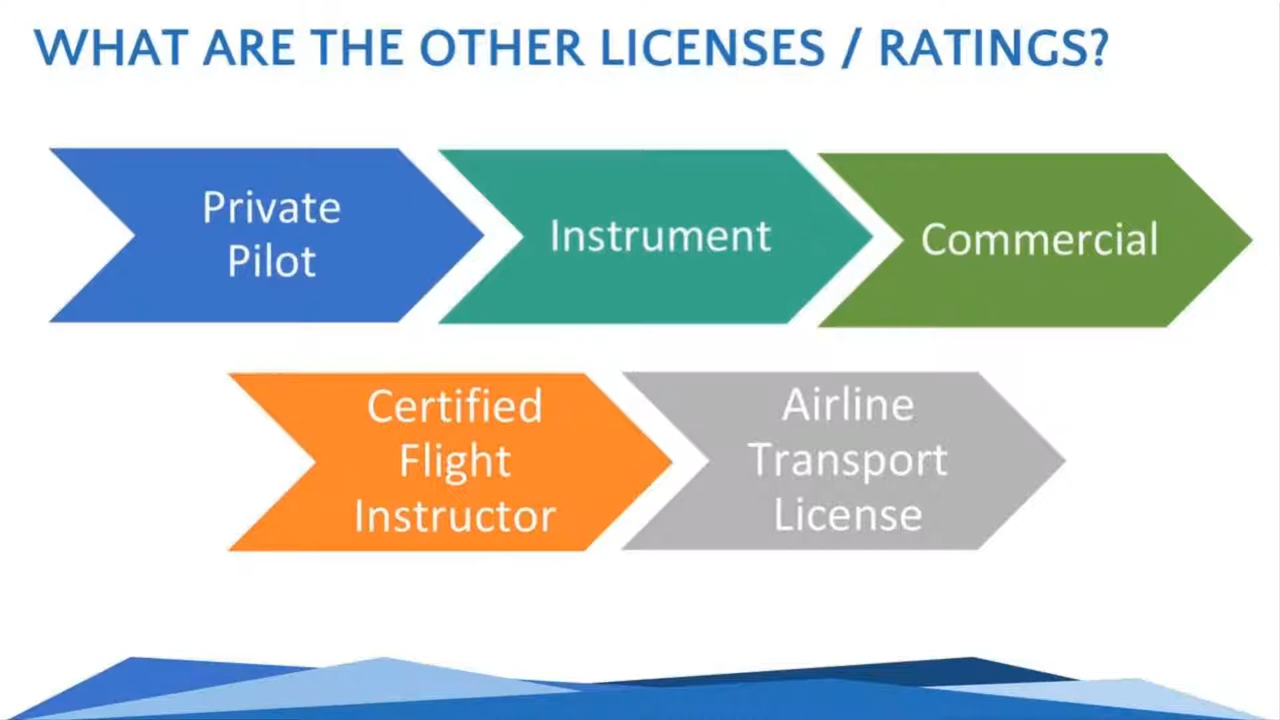 WHAT ARE THE OTHER LICENSES / RATINGS?
Private
Pilot
Instrument
Commercial
Certified
Flight
Instructor
Airline
Transport
License